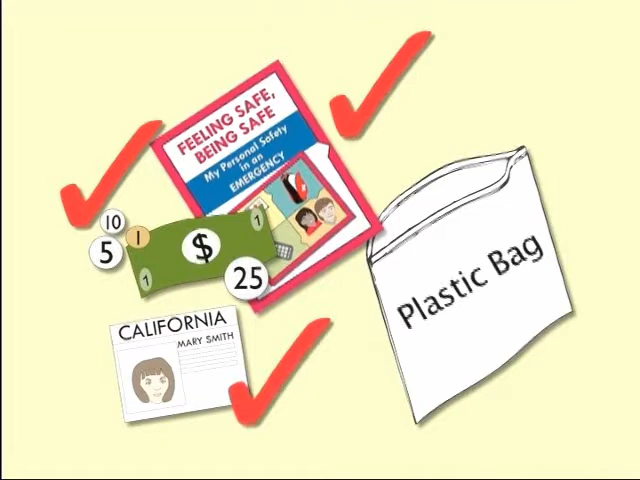 FEELING SAFE,
BEING SAFE
My Personal Safety
in an
EMERGENCY
10
5
1
1
$
1
25
CALIFORNIA
MARY SMITH
Plastic Bag